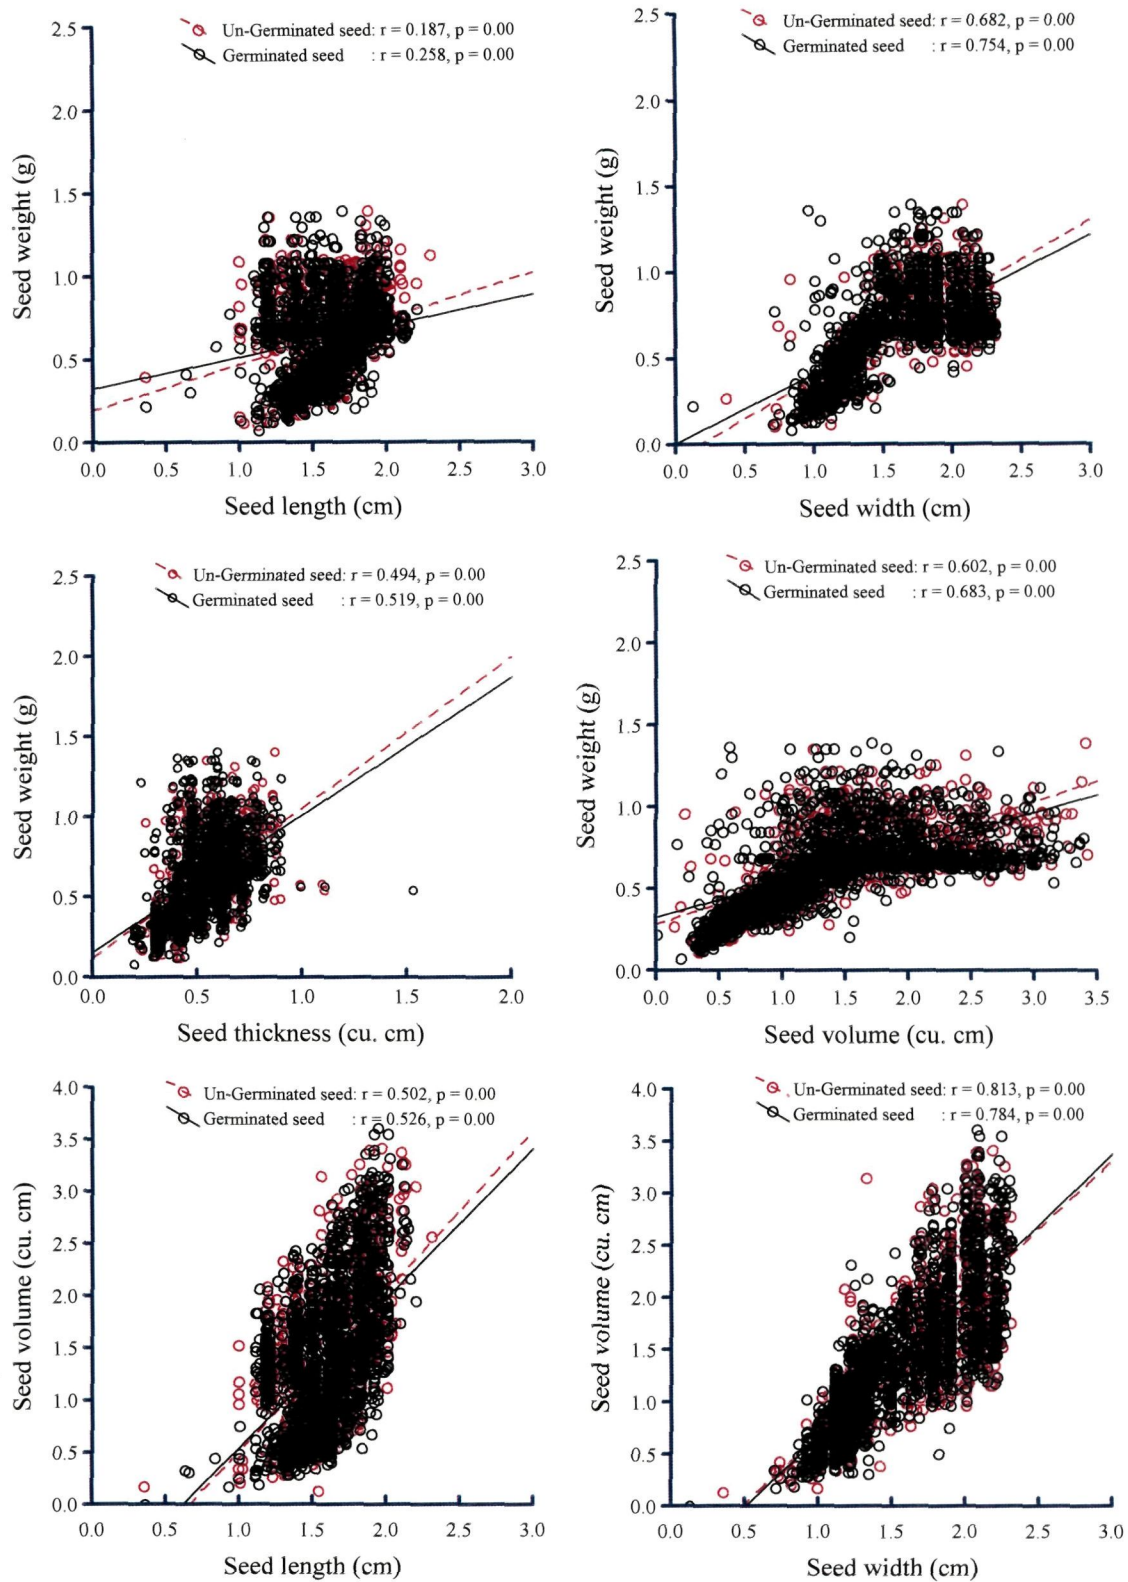 Un-Germinated seed: r = 0.187, p = 0.00
Germinated seed : r = 0.258, p = 0.00
2.5
2.0
1.5
1.0
0.5
0.0
Seed weight (g)
0.0 0.5 1.0 1.5 2.0 2.5 3.0
Seed length (cm)
Un-Germinated seed: r = 0.682, p = 0.00
Germinated seed : r = 0.754, p = 0.00
2.5
2.0
1.5
1.0
0.5
0.0
Seed weight (g)
0.0 0.5 1.0 1.5 2.0 2.5 3.0
Seed width (cm)
Un-Germinated seed: r = 0.494, p = 0.00
Germinated seed : r = 0.519, p = 0.00
2.5
2.0
1.5
1.0
0.5
0.0
Seed weight (g)
0.0 0.5 1.0 1.5 2.0
Seed thickness (cu. cm)
Un-Germinated seed: r = 0.602, p = 0.00
Germinated seed : r = 0.683, p = 0.00
2.5
2.0
1.5
1.0
0.5
0.0
Seed weight (g)
0.0 0.5 1.0 1.5 2.0 2.5 3.0 3.5
Seed volume (cu. cm)
Un-Germinated seed: r = 0.502, p = 0.00
Germinated seed : r = 0.526, p = 0.00
4.0
3.5
3.0
2.5
2.0
1.5
1.0
0.5
0.0
Seed volume (cu. cm)
0.0 0.5 1.0 1.5 2.0 2.5 3.0
Seed length (cm)
Un-Germinated seed: r = 0.813, p = 0.00
Germinated seed : r = 0.784, p = 0.00
4.0
3.5
3.0
2.5
2.0
1.5
1.0
0.5
0.0
Seed volume (cu. cm)
0.0 0.5 1.0 1.5 2.0 2.5 3.0
Seed width (cm)